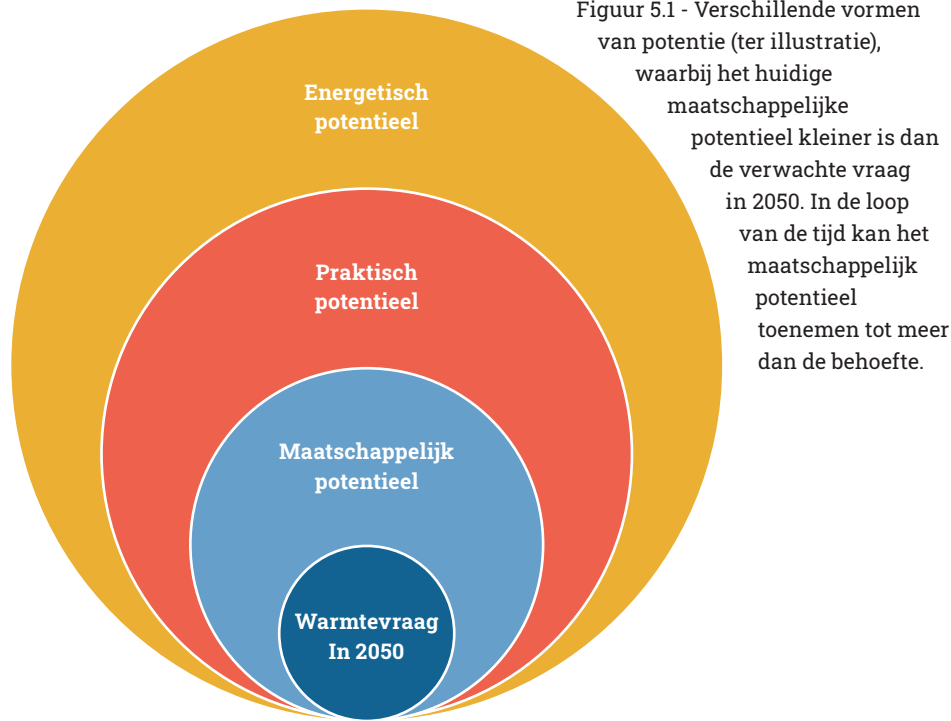 Figuur 5.1 - Verschillende vormen
van potentie (ter illustratie),
waarbij het huidige
maatschappelijke
potentieel kleiner is dan
de verwachte vraag
in 2050. In de loop
van de tijd kan het
maatschappelijk
potentieel
toenemen tot meer
dan de behoefte.
Energetisch
potentieel
Praktisch
potentieel
Maatschappelijk
potentieel
Warmtevraag
In 2050